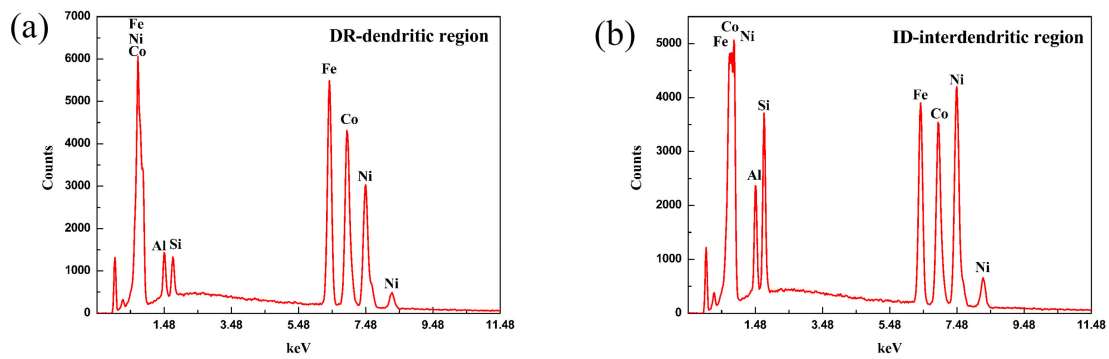 (a)
DR-dendritic region
Fe
Ni
Co
Al
Si
Fe
Co
Ni
Ni
7000
6000
5000
4000
3000
2000
1000
0
Counts
1.48
3.48
5.48
7.48
9.48
11.48
keV
(b)
ID-interdendritic region
Co
Fe
Ni
Al
Si
Fe
Co
Ni
Ni
5000
4000
3000
2000
1000
0
Counts
1.48
3.48
5.48
7.48
9.48
11.48
keV